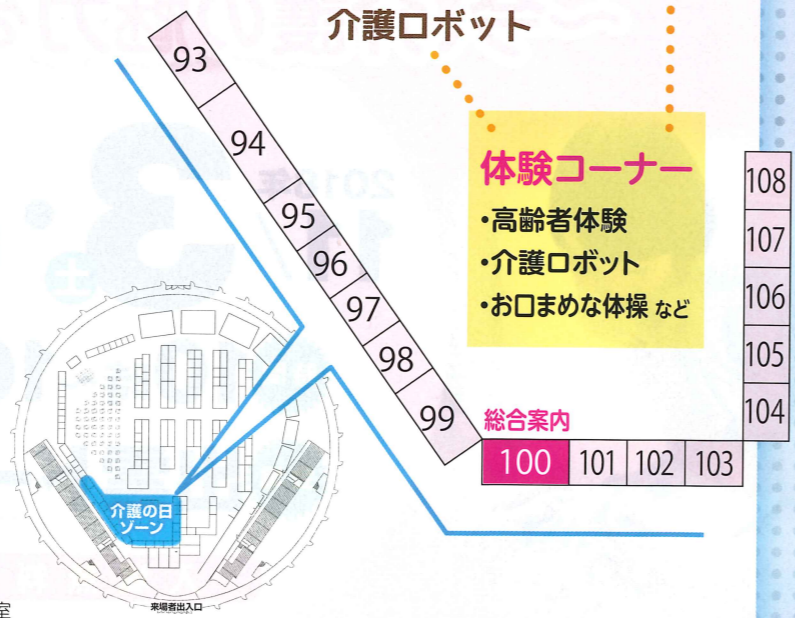 介護ロボット
93
94
95
96
97
98
99
体験コーナー
・高齢者体験
・介護ロボット
・お口まめな体操 など
108
107
106
105
104
総合案内
100 101 102 103
介護の日
ゾーン
来場者出入口
室